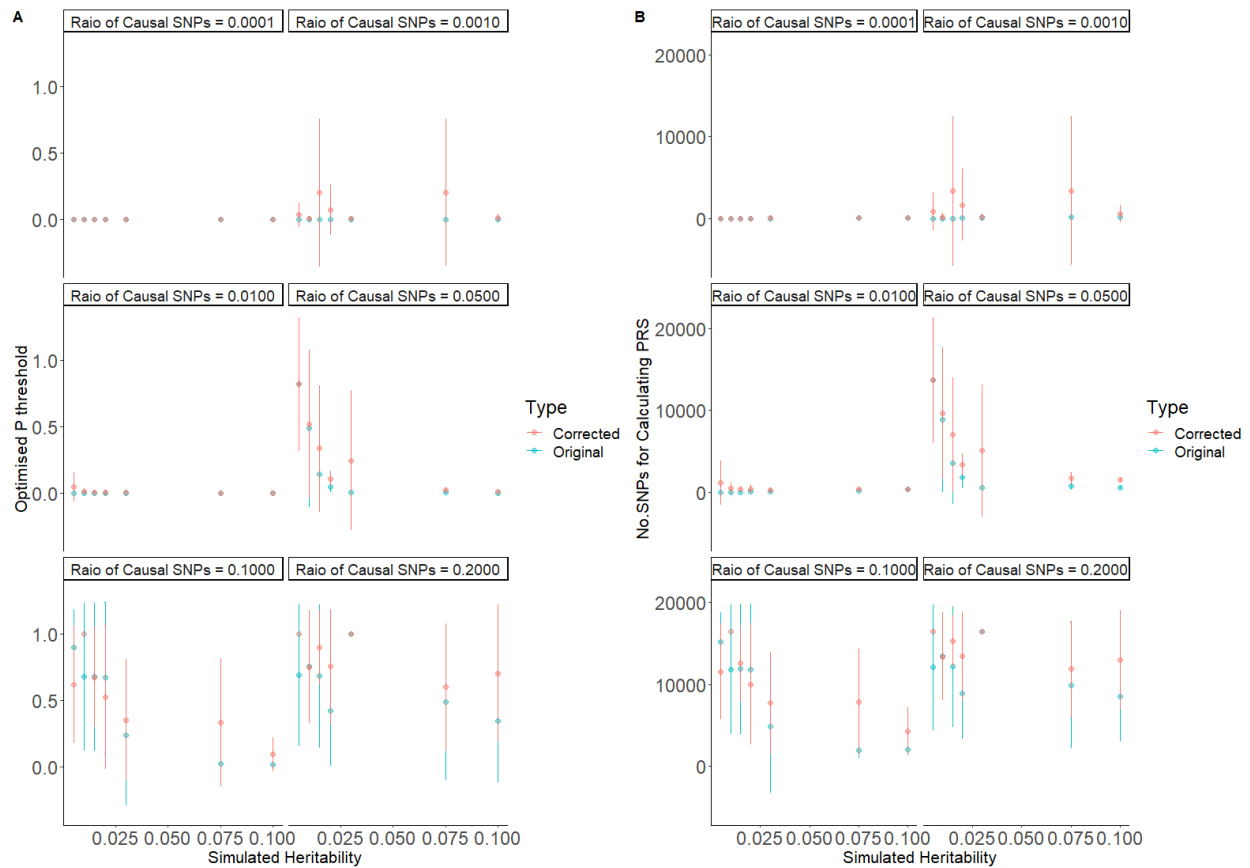 A
Raio of Causal SNPs = 0.0001
Raio of Causal SNPs = 0.0010
1.0
0.5
0.0
Raio of Causal SNPs = 0.0100
Raio of Causal SNPs = 0.0500
1.0
0.5
0.0
Raio of Causal SNPs = 0.1000
Raio of Causal SNPs = 0.2000
1.0
0.5
0.0
0.025 0.050 0.075 0.100
0.025 0.050 0.075 0.100
Simulated Heritability
Optimised P threshold
Type
Corrected
Original
B
Raio of Causal SNPs = 0.0001
Raio of Causal SNPs = 0.0010
20000
10000
0
Raio of Causal SNPs = 0.0100
Raio of Causal SNPs = 0.0500
20000
10000
0
Raio of Causal SNPs = 0.1000
Raio of Causal SNPs = 0.2000
20000
10000
0
0.025 0.050 0.075 0.100
0.025 0.050 0.075 0.100
Simulated Heritability
No.SNPs for Calculating PRS
Type
Corrected
Original